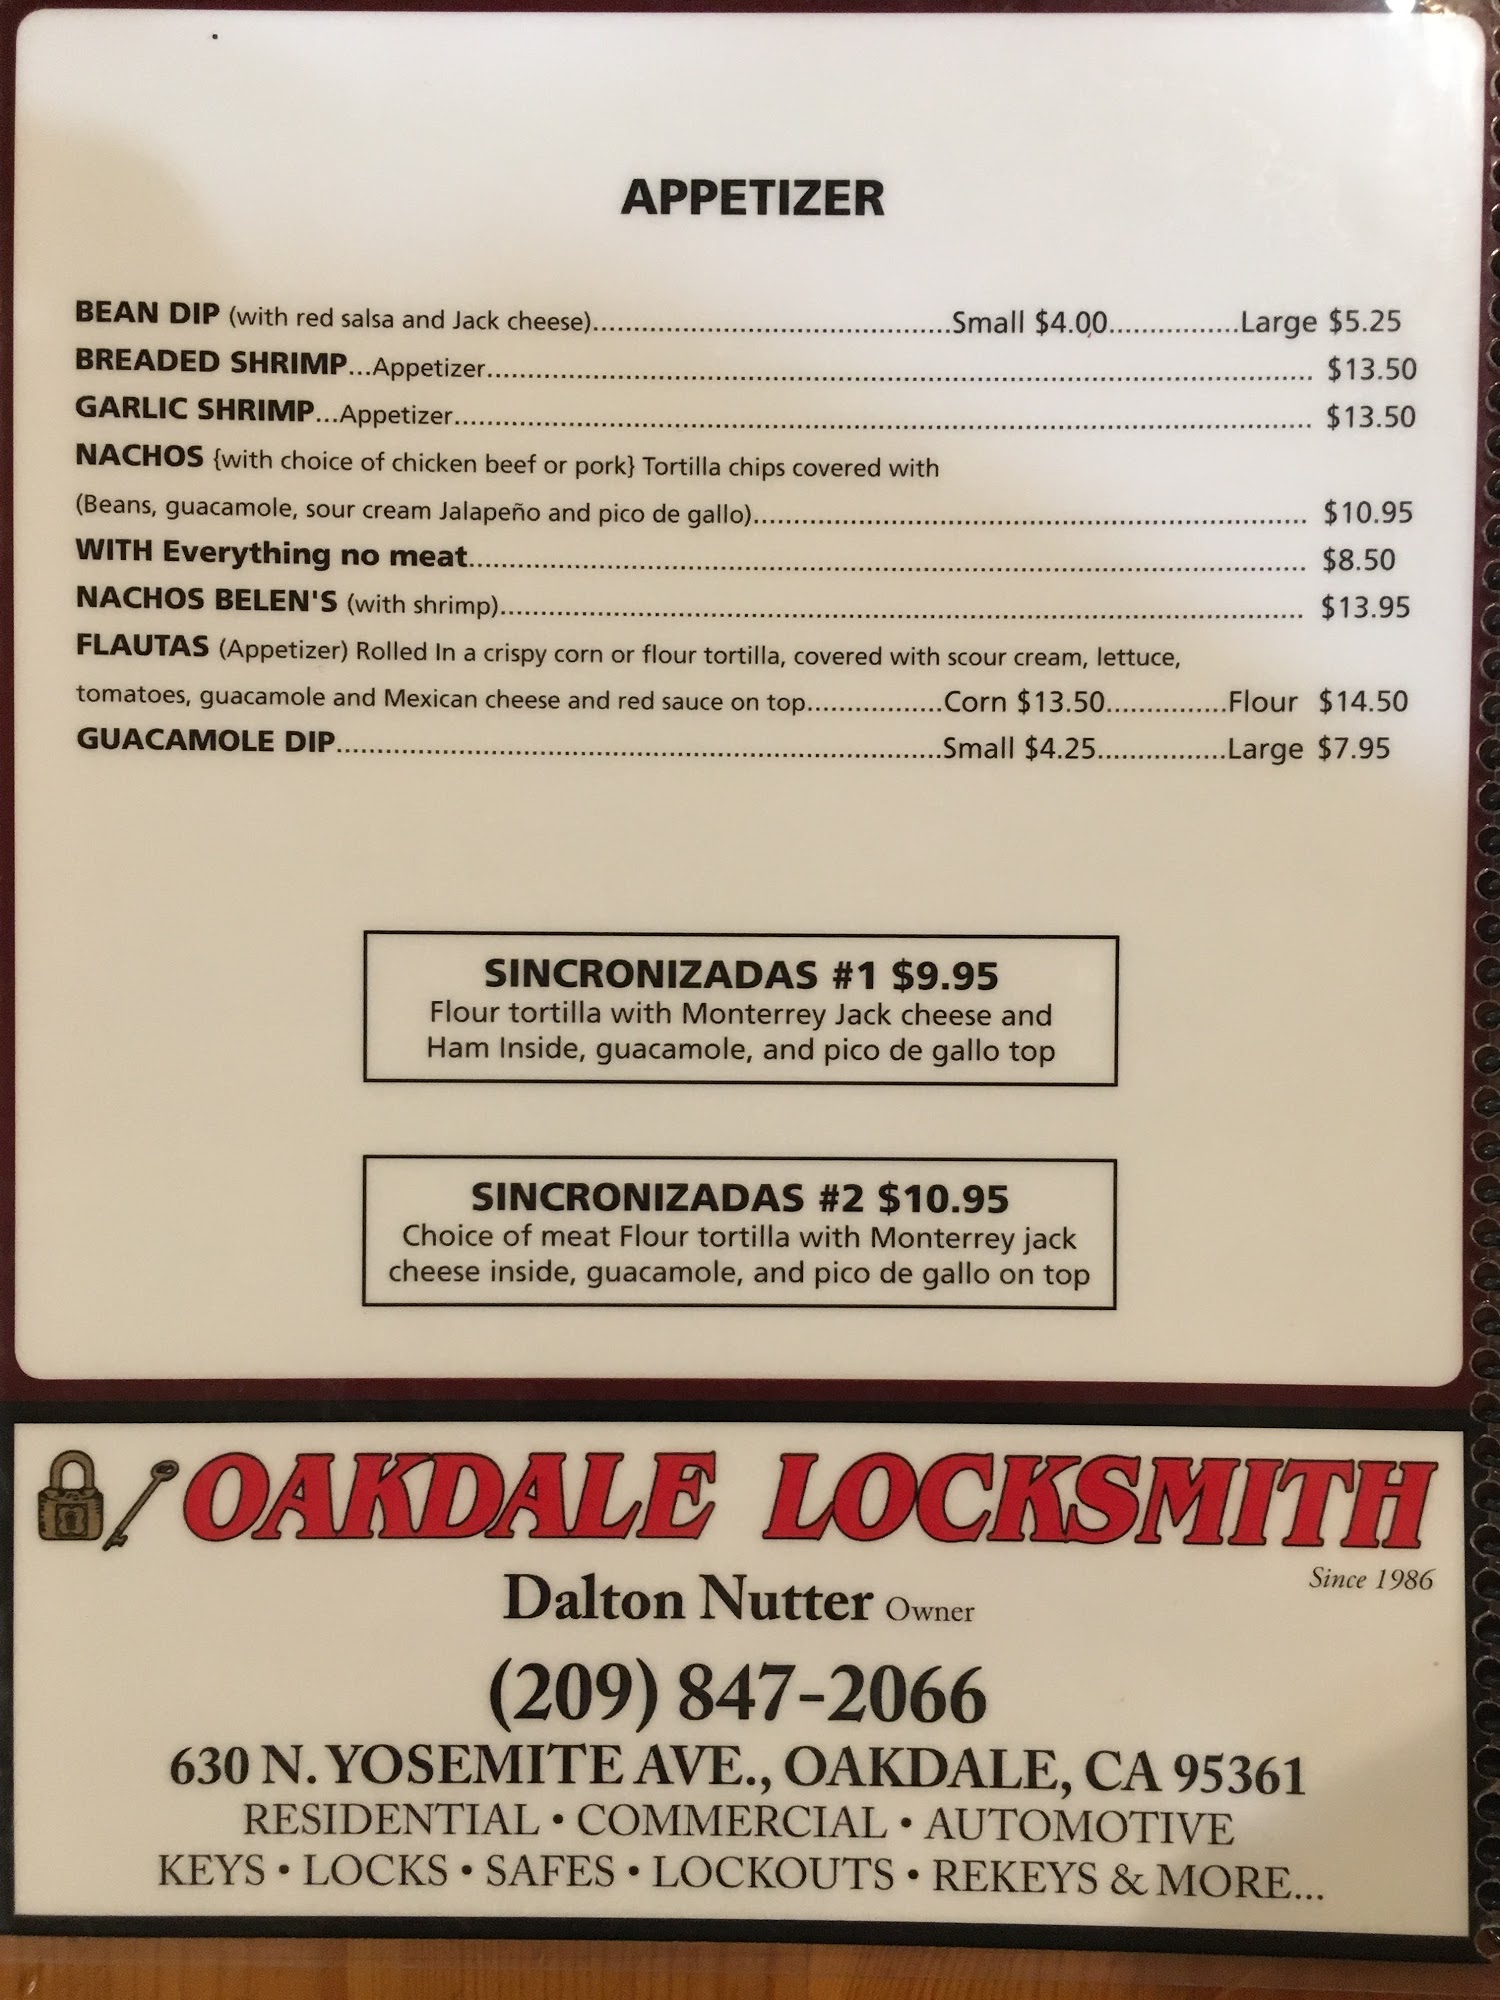 APPETIZER
BEAN DIP (with red salsa and Jack cheese)............................................Small $4.00................Large $5.25
BREADED SHRIMP...Appetizer...................................................................................................... $13.50
GARLIC SHRIMP...Appetizer.......................................................................................................... $13.50
NACHOS {with choice of chicken beef or pork} Tortilla chips covered with
(Beans, guacamole, sour cream Jalapeño and pico de gallo).................................................................... $10.95
WITH Everything no meat....................................................................................................... $8.50
NACHOS BELEN'S (with shrimp)................................................................................................... $13.95
FLAUTAS (Appetizer) Rolled In a crispy corn or flour tortilla, covered with scour cream, lettuce,
tomatoes, guacamole and Mexican cheese and red sauce on top.................Corn $13.50...............Flour $14.50
GUACAMOLE DIP...........................................................................Small $4.25................Large $7.95
SINCRONIZADAS #1 $9.95
Flour tortilla with Monterrey Jack cheese and
Ham Inside, guacamole, and pico de gallo top
SINCRONIZADAS #2 $10.95
Choice of meat Flour tortilla with Monterrey jack
cheese inside, guacamole, and pico de gallo on top
OAKDALE LOCKSMITH
Since 1986
Dalton Nutter Owner
(209) 847-2066
630 N. YOSEMITE AVE., OAKDALE, CA 95361
RESIDENTIAL • COMMERCIAL • AUTOMOTIVE
KEYS • LOCKS • SAFES • LOCKOUTS • REKEYS & MORE...